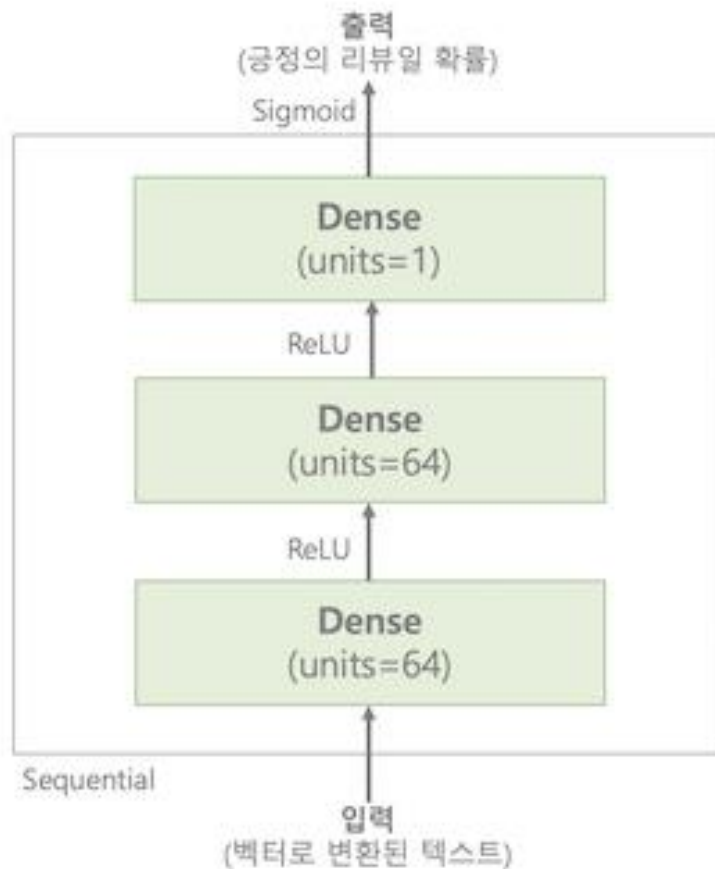 출력
(긍정의 리뷰일 확률)
Sigmoid
Dense
(units=1)
ReLU
Dense
(units=64)
ReLU
Dense
(units=64)
Sequential
입력
(벡터로 변환된 텍스트)